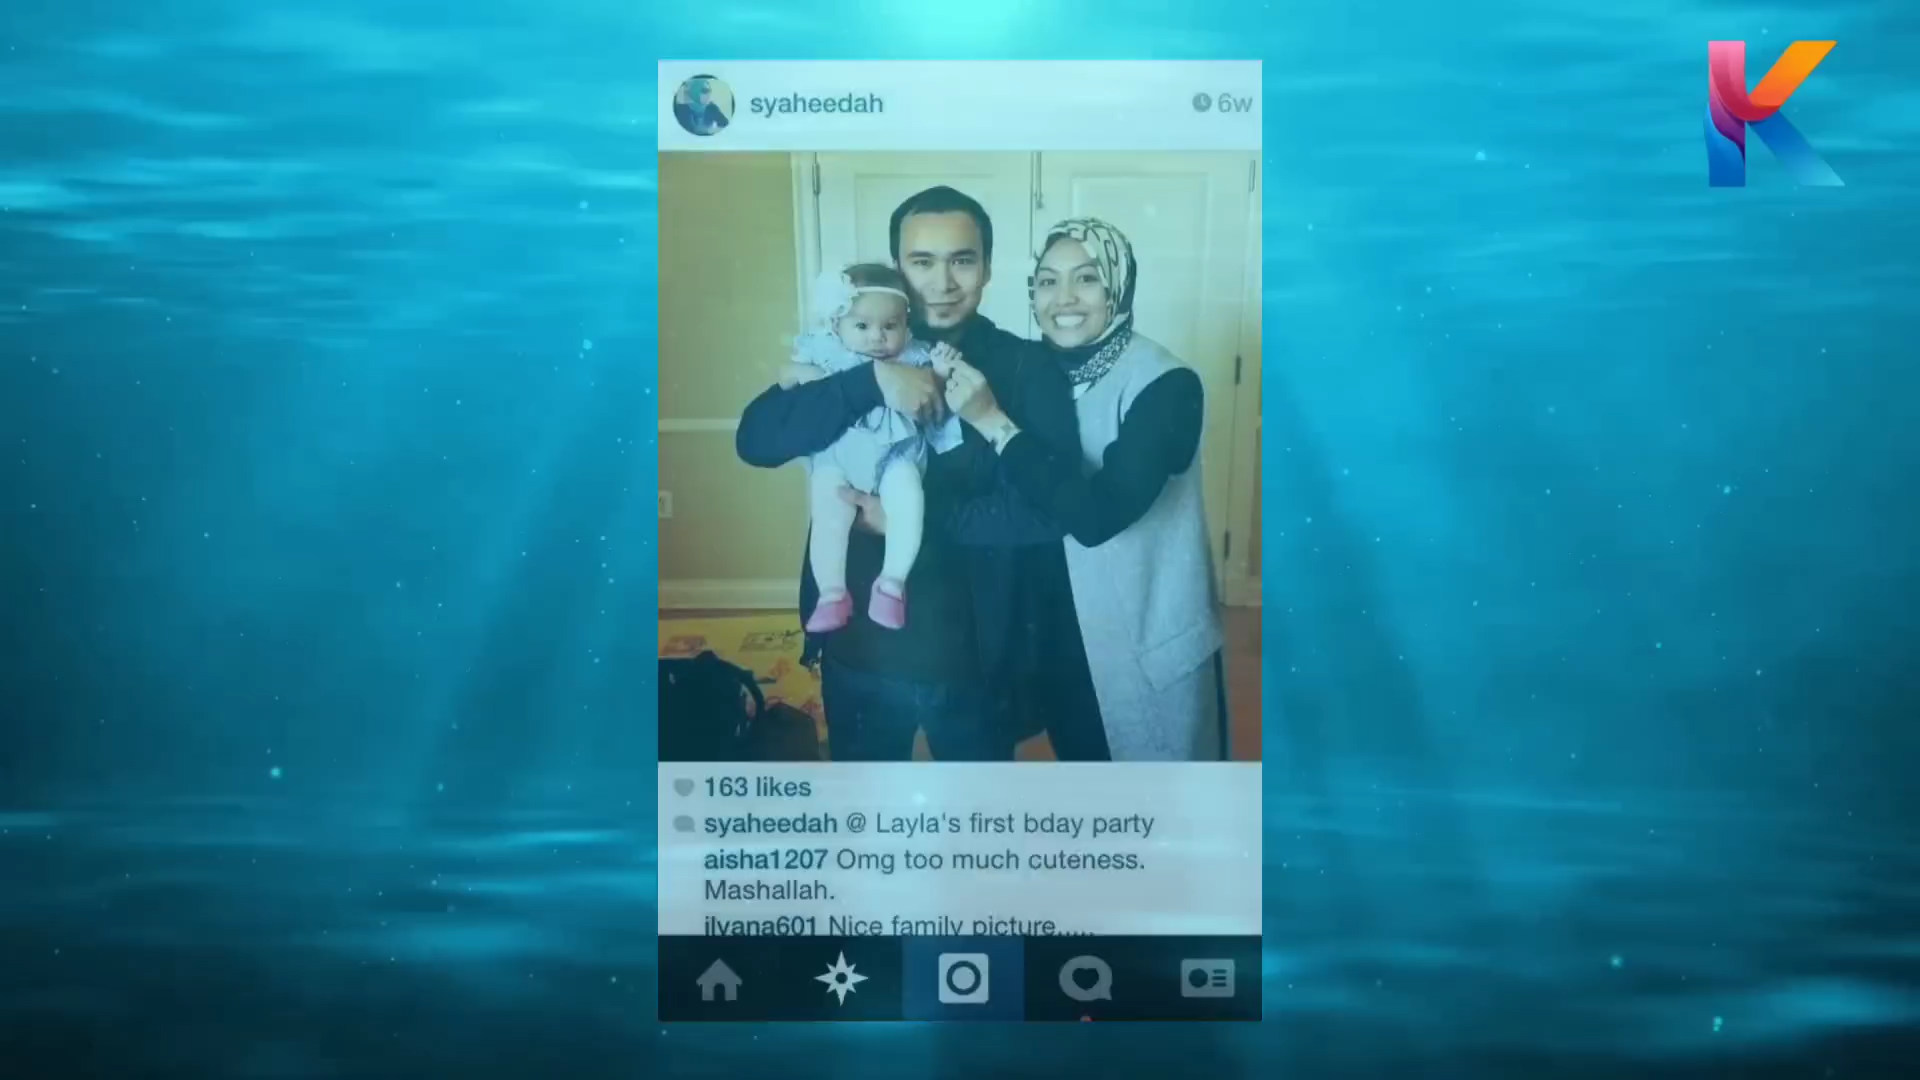 syaheedah
6w
163 likes
syaheedah @ Layla's first bday party
aisha1207 Omg too much cuteness.
Mashallah.
ilyana601 Nice family picture.....
K